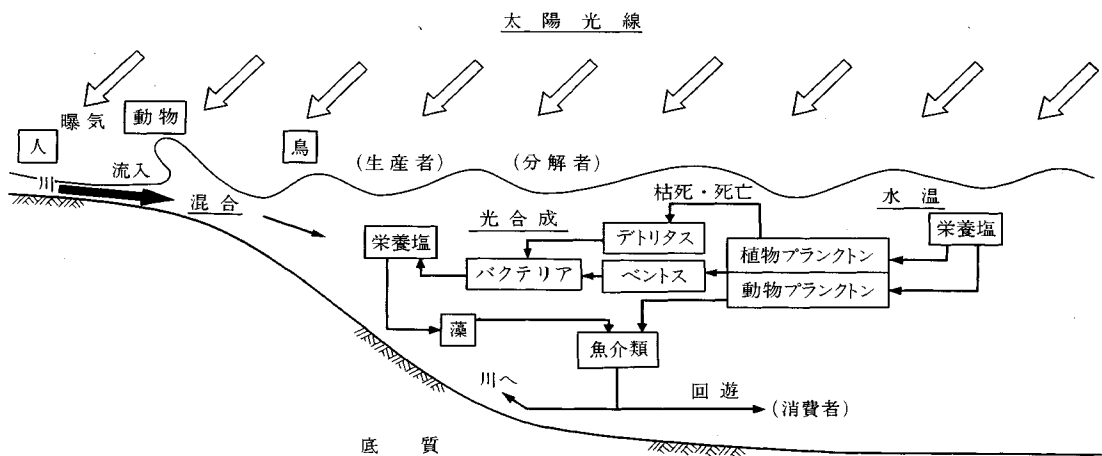 太陽光線
曝気
動物
人
鳥
(生産者)
(分解者)
流入
川
混合
枯死・死亡
水温
光合成
栄養塩
デトリタス
植物プランクトン
栄養塩
バクテリア
ベントス
動物プランクトン
藻
魚介類
川へ
回遊
(消費者)
底質